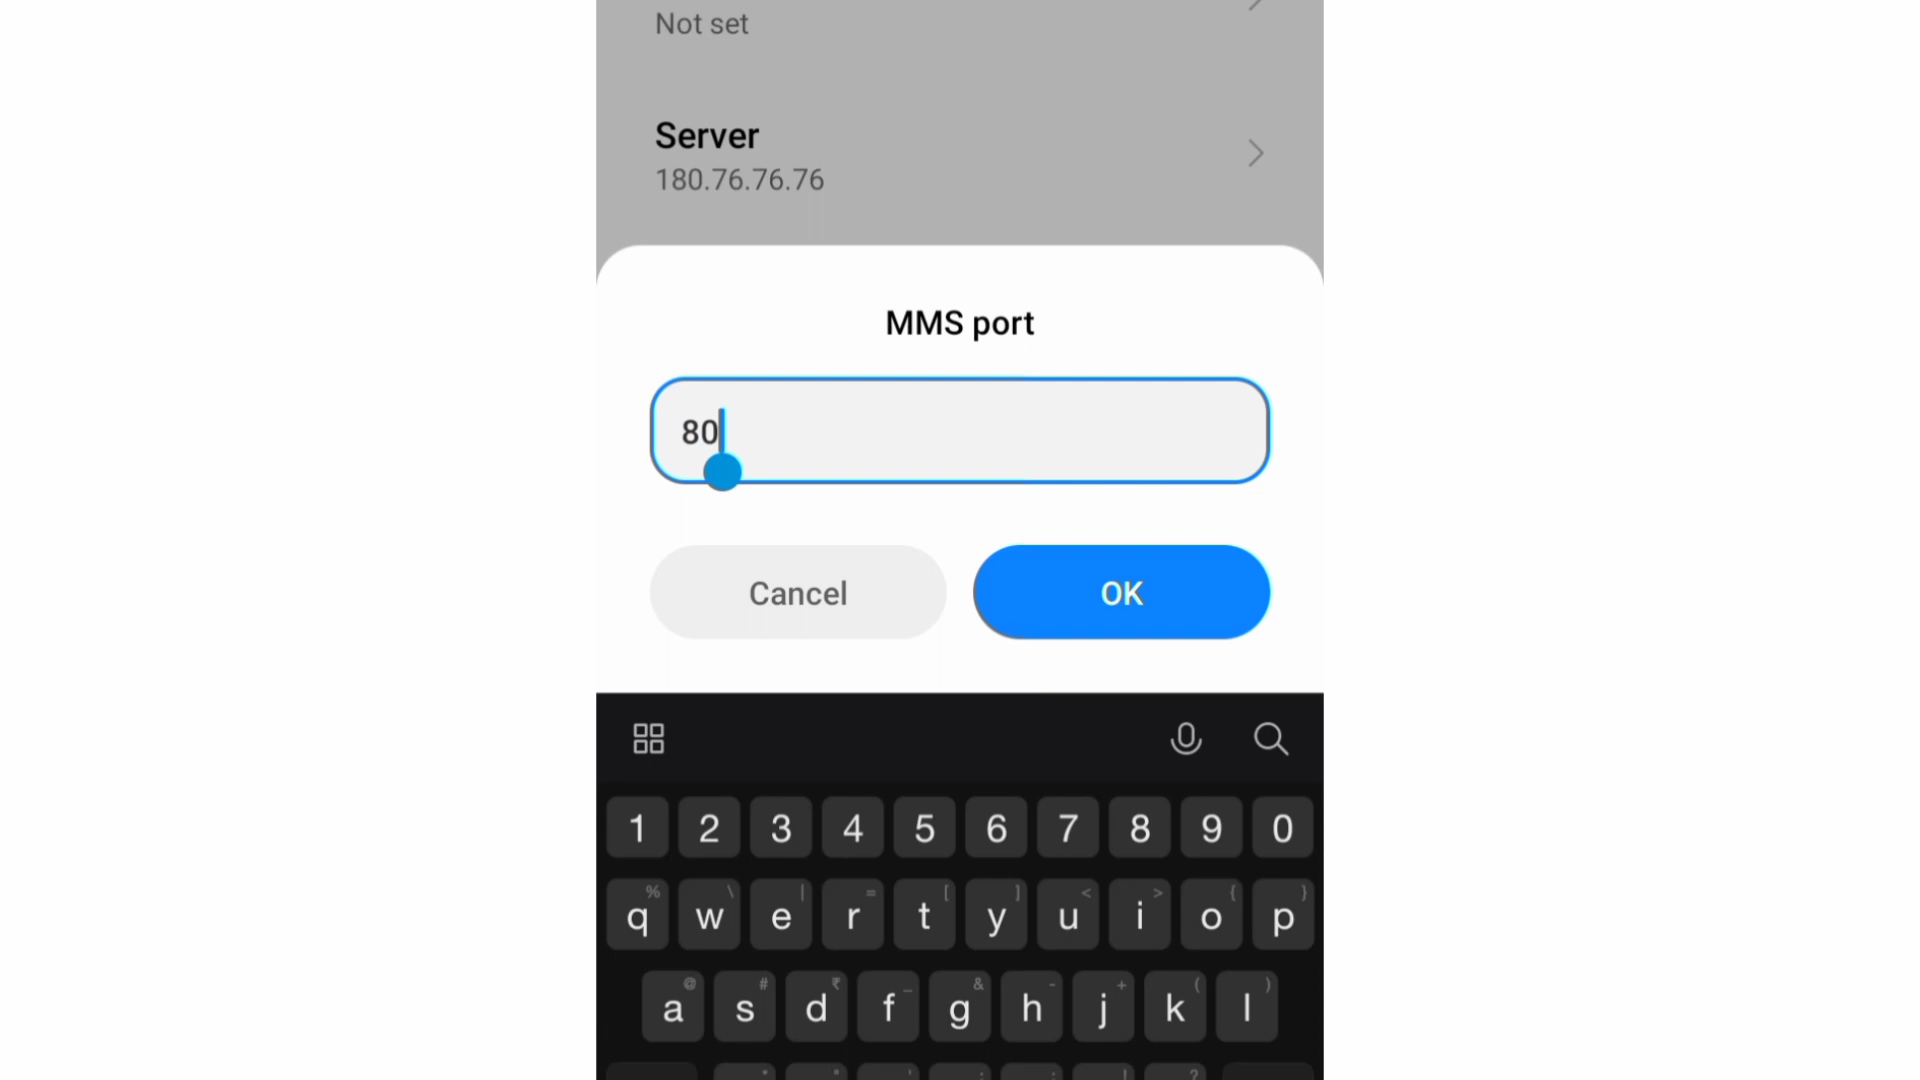 Not set
Server
180.76.76.76
MMS port
80
Cancel
OK
1 2 3 4 5 6 7 8 9 0
% \ | = [ ] < > { }
q w e r t y u i o p
@ # ₹ _ & - + ( )
a s d f g h j k l